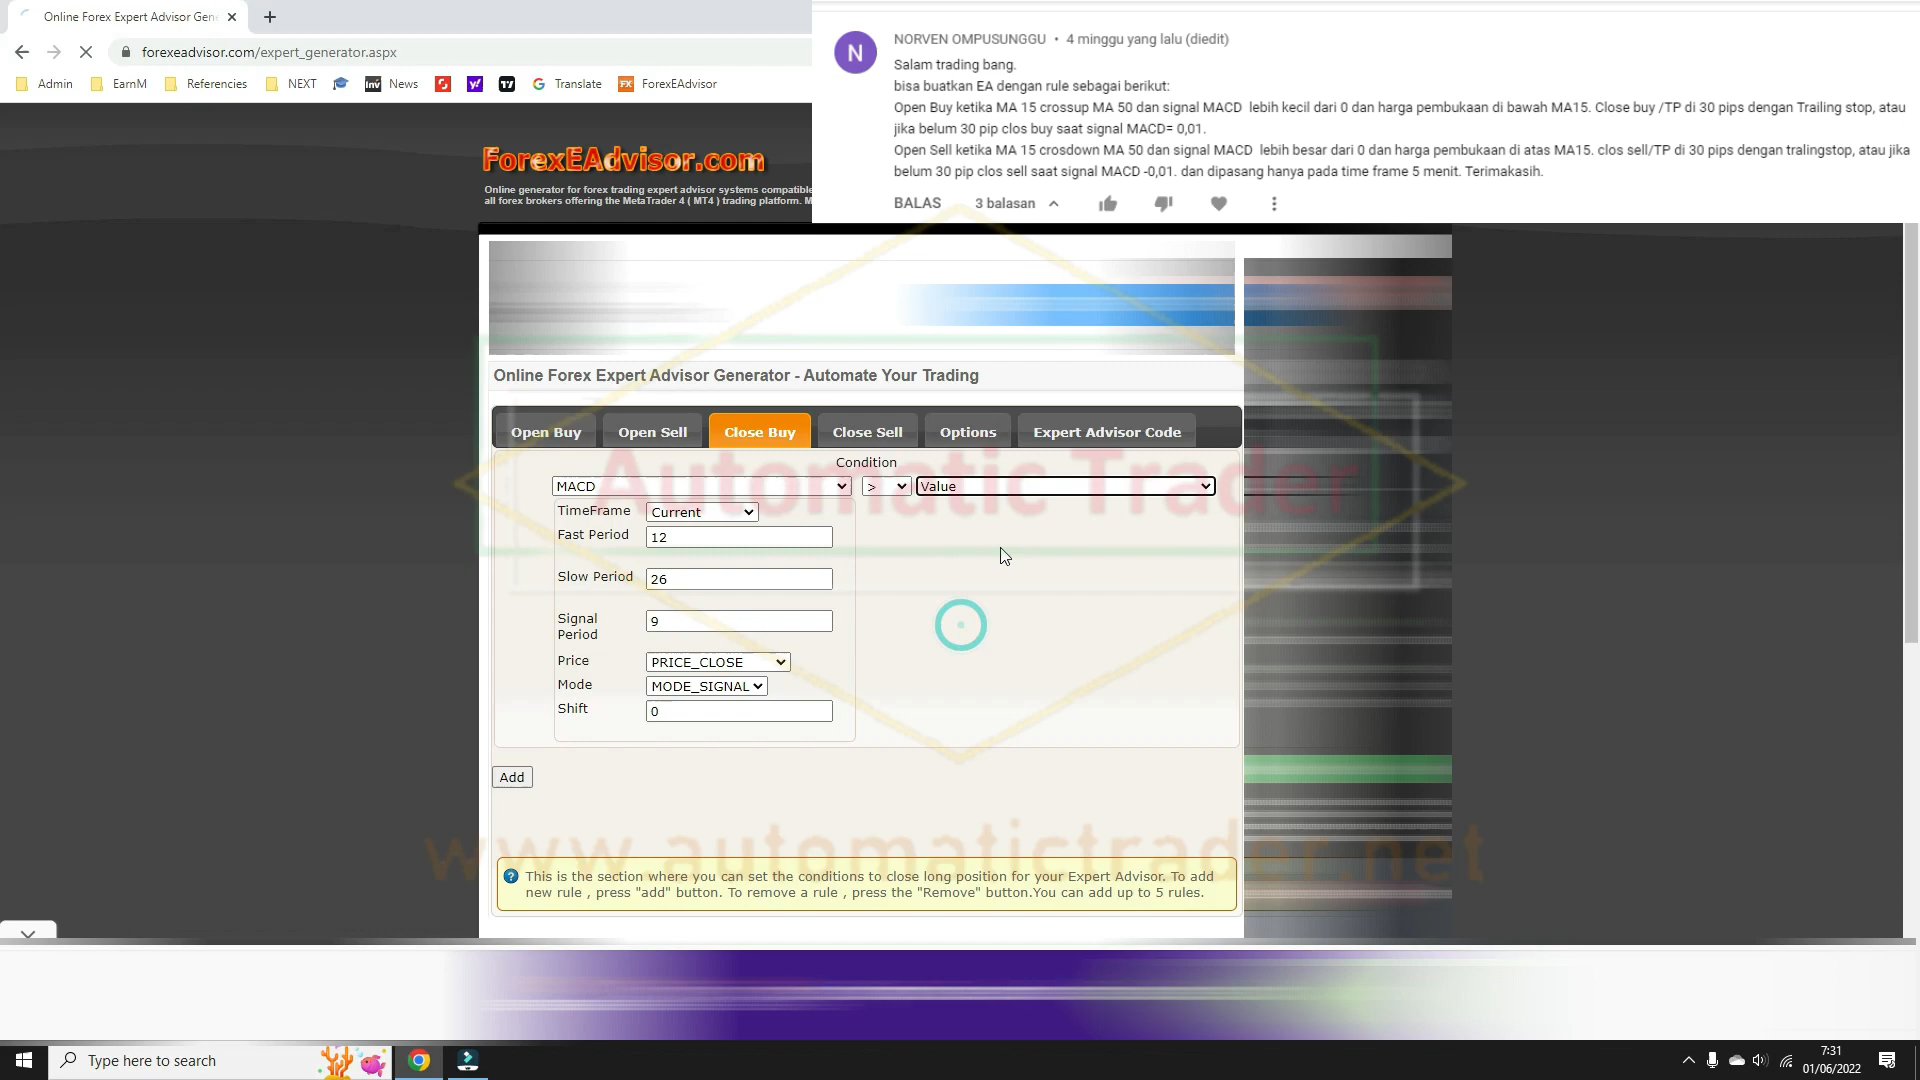 Online Forex Expert Advisor Gen
forexeadvisor.com/expert_generator.aspx
Admin
EarnM
References
NEXT
Inv
News
Translate
FX
ForexEAdvisor
N
NORVEN OMPUSUNGGU • 4 minggu yang lalu (diedit)
Salam trading bang.
bisa buatkan EA dengan rule sebagai berikut:
Open Buy ketika MA 15 crossup MA 50 dan signal MACD lebih kecil dari 0 dan harga pembukaan di bawah MA15. Close buy /TP di 30 pips dengan Trailing stop, atau
jika belum 30 pip clos buy saat signal MACD= 0,01.
Open Sell ketika MA 15 crosdown MA 50 dan signal MACD lebih besar dari 0 dan harga pembukaan di atas MA15. clos sell/TP di 30 pips dengan tralingstop, atau jika
belum 30 pip clos sell saat signal MACD -0,01. dan dipasang hanya pada time frame 5 menit. Terimakasih.
BALAS
3 balasan
ForexEAdvisor.com
Online generator for forex trading expert advisor systems compatible
all forex brokers offering the MetaTrader 4 ( MT4 ) trading platform. M
Online Forex Expert Advisor Generator - Automate Your Trading
Open Buy
Open Sell
Close Buy
Close Sell
Options
Expert Advisor Code
Condition
MACD
>
Value
Automatic Trader
TimeFrame
Current
Fast Period
12
Slow Period
26
Signal Period
9
Price
PRICE_CLOSE
Mode
MODE_SIGNAL
Shift
0
Add
www.automatictrader.net
This is the section where you can set the conditions to close long position for your Expert Advisor. To add
new rule , press "add" button. To remove a rule , press the "Remove" button.You can add up to 5 rules.
Type here to search
7:31
01/06/2022